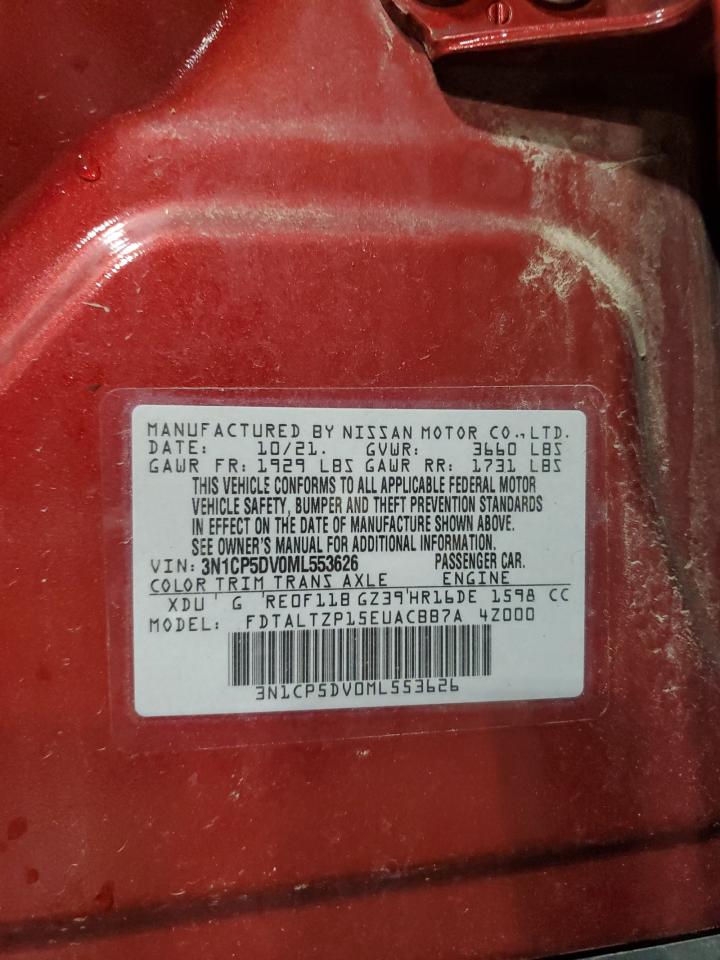 MANUFACTURED BY NISSAN MOTOR CO.,LTD.
DATE: 10/21. GVWR: 3660 LBS
GAWR FR: 1929 LBS GAWR RR: 1731 LBS
THIS VEHICLE CONFORMS TO ALL APPLICABLE FEDERAL MOTOR
VEHICLE SAFETY, BUMPER AND THEFT PREVENTION STANDARDS
IN EFFECT ON THE DATE OF MANUFACTURE SHOWN ABOVE.
SEE OWNER'S MANUAL FOR ADDITIONAL INFORMATION.
VIN: 3N1CP5DV0ML553626 PASSENGER CAR.
COLOR TRIM TRANS AXLE ENGINE
XDU G RE0F11B GZ39 HR16DE 1598 CC
MODEL: FDTALTZP15EUACBB7A 4Z000
3N1CP5DV0ML553626